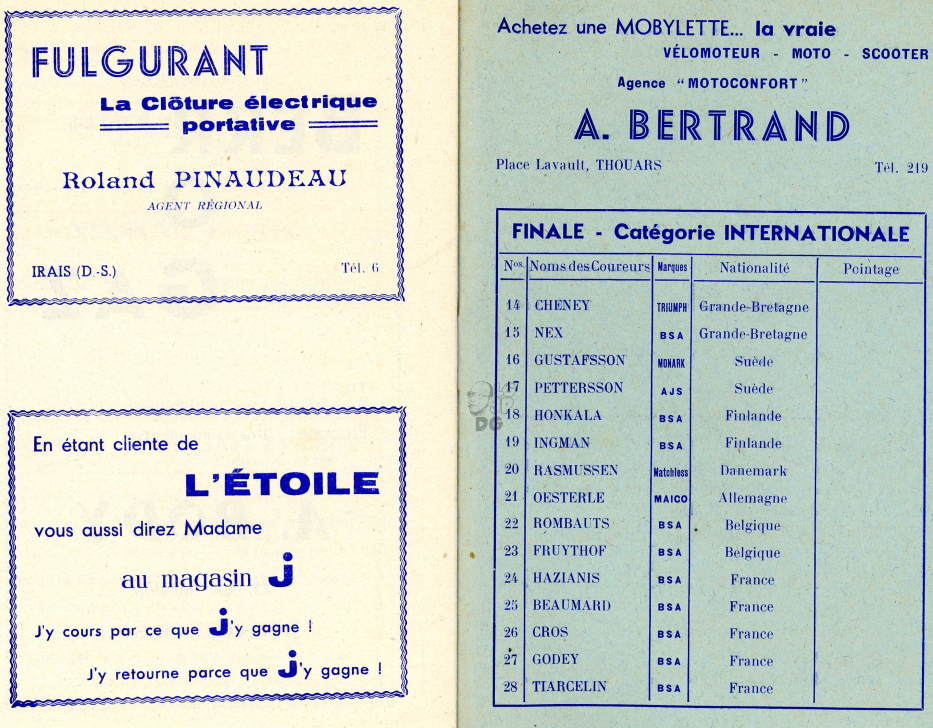 FULGURANT
La Clôture électrique
portative
Roland PINAUDEAU
AGENT RÉGIONAL
IRAIS (D.-S.) Tél. 6
En étant cliente de
L'ÉTOILE
vous aussi direz Madame
au magasin j
J'y cours par ce que J'y gagne !
J'y retourne parce que J'y gagne !
Achetez une MOBYLETTE... la vraie
VÉLOMOTEUR - MOTO - SCOOTER
Agence "MOTOCONFORT"
A. BERTRAND
Place Lavault, THOUARS Tél. 219
FINALE - Catégorie INTERNATIONALE
Nos. Noms des Coureurs Marques Nationalité Pointage
14 CHENEY TRIUMPH Grande-Bretagne
15 NEX BSA Grande-Bretagne
16 GUSTAFSSON MONARK Suède
17 PETTERSSON AJS Suède
18 HONKALA BSA Finlande
19 INGMAN BSA Finlande
20 RASMUSSEN Matchless Danemark
21 OESTERLE MAICO Allemagne
22 ROMBAUTS BSA Belgique
23 FRUYTHOF BSA Belgique
24 HAZIANIS BSA France
25 BEAUMARD BSA France
26 CROS BSA France
27 GODEY BSA France
28 TIARCELIN BSA France
DG